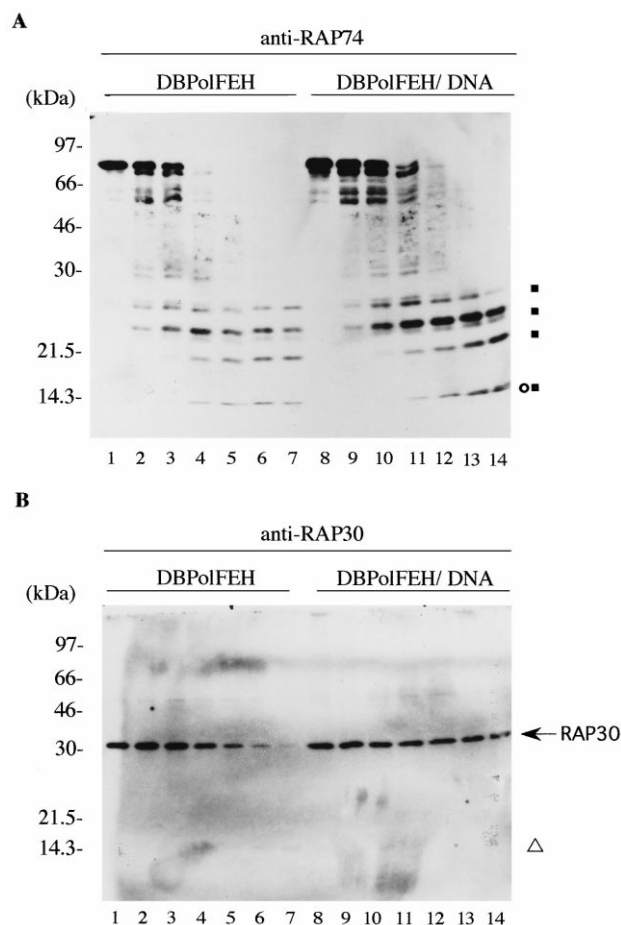 A
anti-RAP74
DBPolFEH DBPolFEH/ DNA
(kDa)
97-
66-
46-
30-
21.5-
14.3-
1 2 3 4 5 6 7 8 9 10 11 12 13 14
B
anti-RAP30
DBPolFEH DBPolFEH/ DNA
(kDa)
97-
66-
46-
30-
RAP30
21.5-
14.3-
1 2 3 4 5 6 7 8 9 10 11 12 13 14